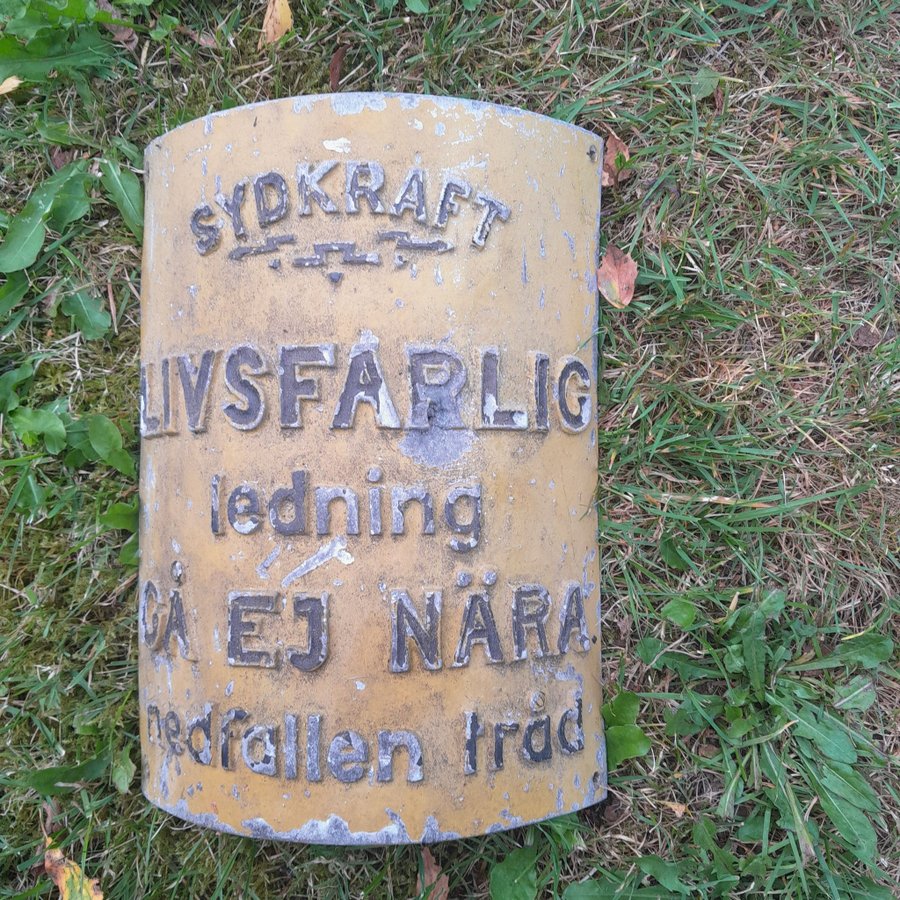 SYDKRAFT
LIVSFARLIG
ledning
GÅ EJ NÄRA
nedfallen tråd